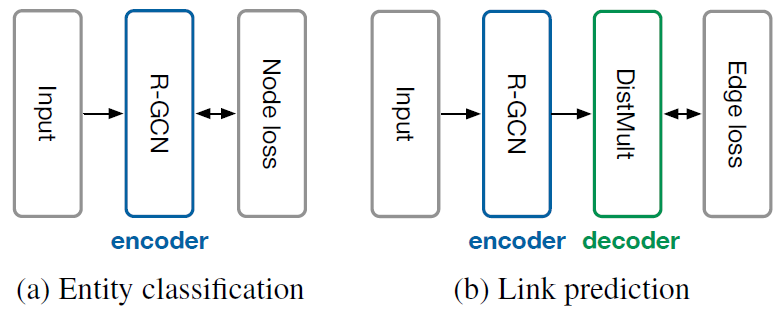 Input
R-GCN
Node loss
encoder
(a) Entity classification
Input
R-GCN
DistMult
Edge loss
encoder decoder
(b) Link prediction